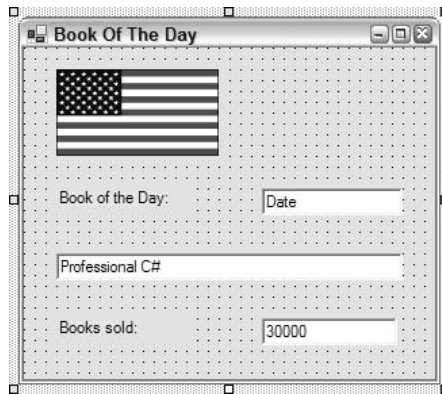 Book Of The Day
Book of the Day:
Date
Professional C#
Books sold:
30000